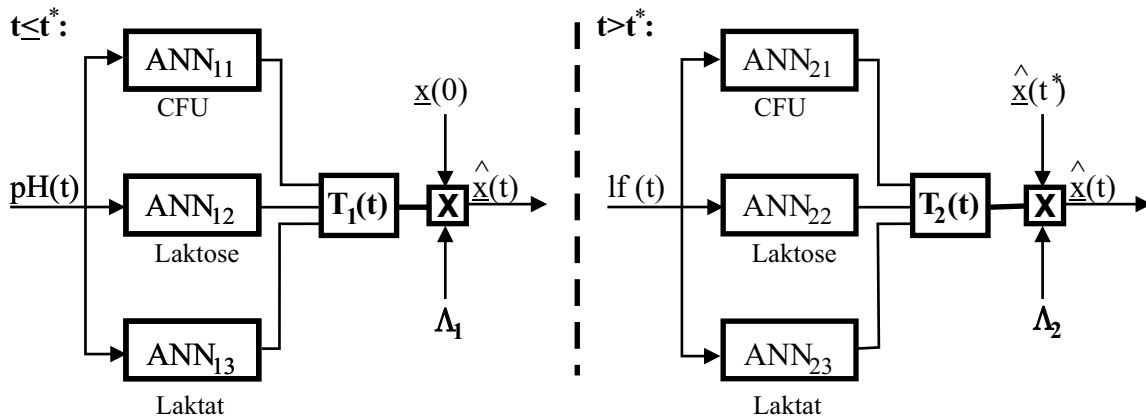 t≤t*:
ANN₁₁
CFU
x(0)
pH(t)
ANN₁₂
Laktose
T₁(t)
X
x̂(t)
ANN₁₃
Laktat
Λ₁
t>t*:
ANN₂₁
CFU
x̂(t*)
lf (t)
ANN₂₂
Laktose
T₂(t)
X
x̂(t)
ANN₂₃
Laktat
Λ₂